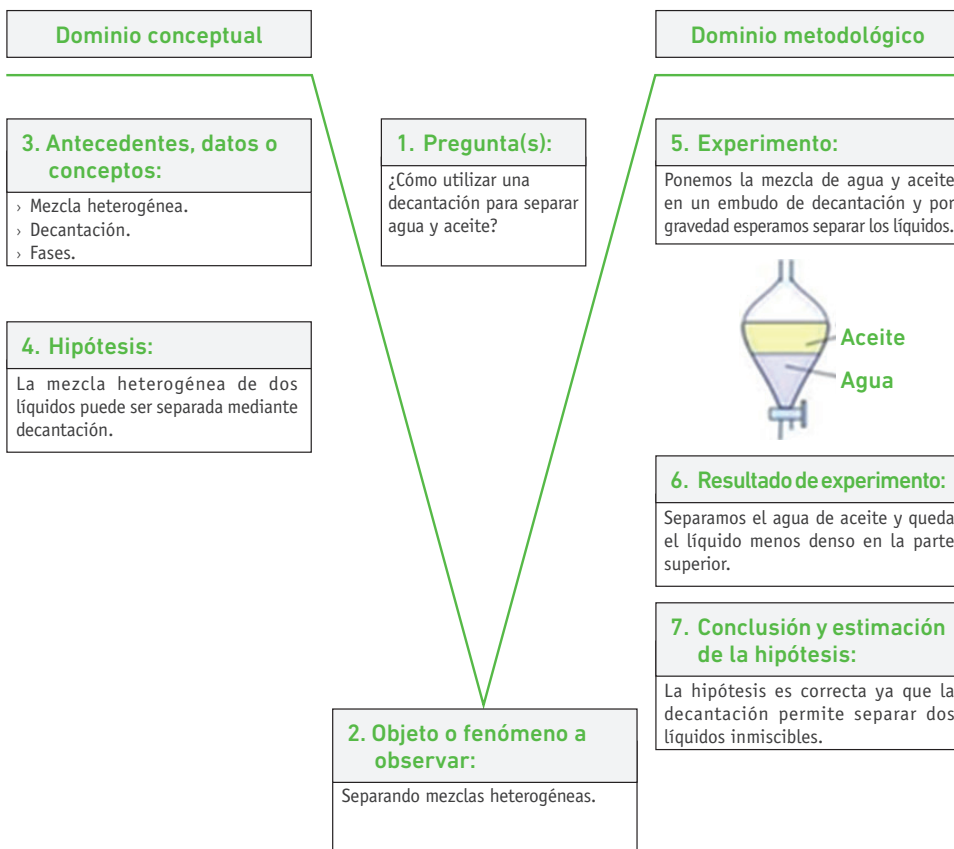 Dominio conceptual
Dominio metodológico
3. Antecedentes, datos o
conceptos:
› Mezcla heterogénea.
› Decantación.
› Fases.
4. Hipótesis:
La mezcla heterogénea de dos
líquidos puede ser separada mediante
decantación.
1. Pregunta(s):
¿Cómo utilizar una
decantación para separar
agua y aceite?
2. Objeto o fenómeno a
observar:
Separando mezclas heterogéneas.
5. Experimento:
Ponemos la mezcla de agua y aceite
en un embudo de decantación y por
gravedad esperamos separar los líquidos.
Aceite
Agua
6. Resultado de experimento:
Separamos el agua de aceite y queda
el líquido menos denso en la parte
superior.
7. Conclusión y estimación
de la hipótesis:
La hipótesis es correcta ya que la
decantación permite separar dos
líquidos inmiscibles.